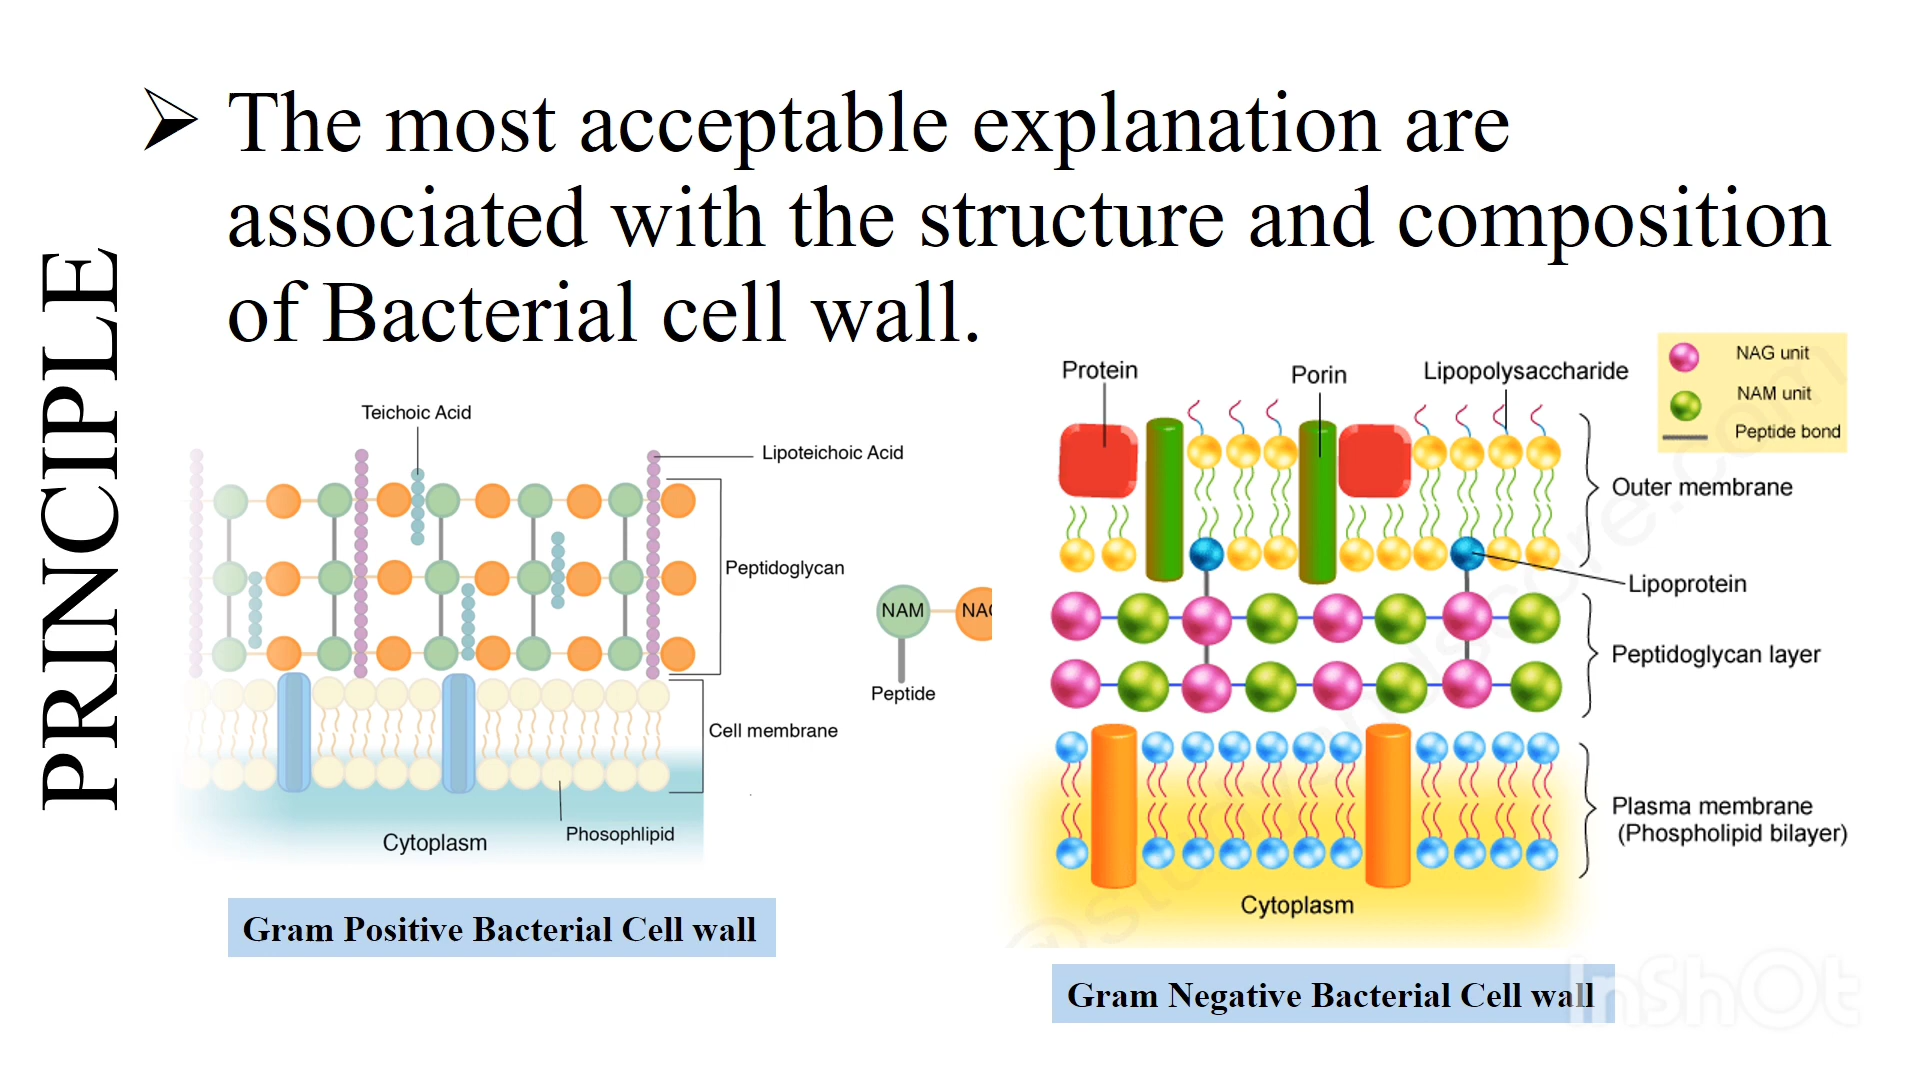 PRINCIPLE
The most acceptable explanation are
associated with the structure and composition
of Bacterial cell wall.
Teichoic Acid
Lipoteichoic Acid
Peptidoglycan
NAM
Peptide
Cell membrane
Cytoplasm
Phosophlipid
Gram Positive Bacterial Cell wall
Protein
Porin
Lipopolysaccharide
NAG unit
NAM unit
Peptide bond
Outer membrane
Lipoprotein
Peptidoglycan layer
Plasma membrane
(Phospholipid bilayer)
Cytoplasm
Gram Negative Bacterial Cell wall
InShOt